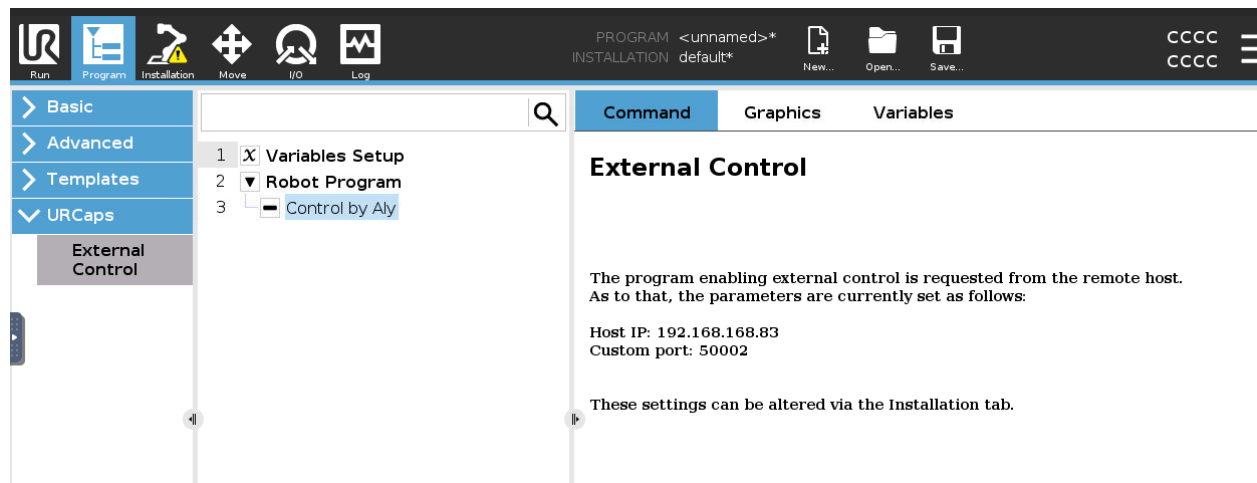 UR
Run
Program
Installation
Move
I/O
Log
PROGRAM <unnamed>*
INSTALLATION default*
New...
Open...
Save...
CCCC
CCCC
Basic
Advanced
Templates
URCaps
External
Control
1 X Variables Setup
2 Robot Program
3 Control by Aly
Command
Graphics
Variables
External Control
The program enabling external control is requested from the remote host.
As to that, the parameters are currently set as follows:
Host IP: 192.168.168.83
Custom port: 50002
These settings can be altered via the Installation tab.